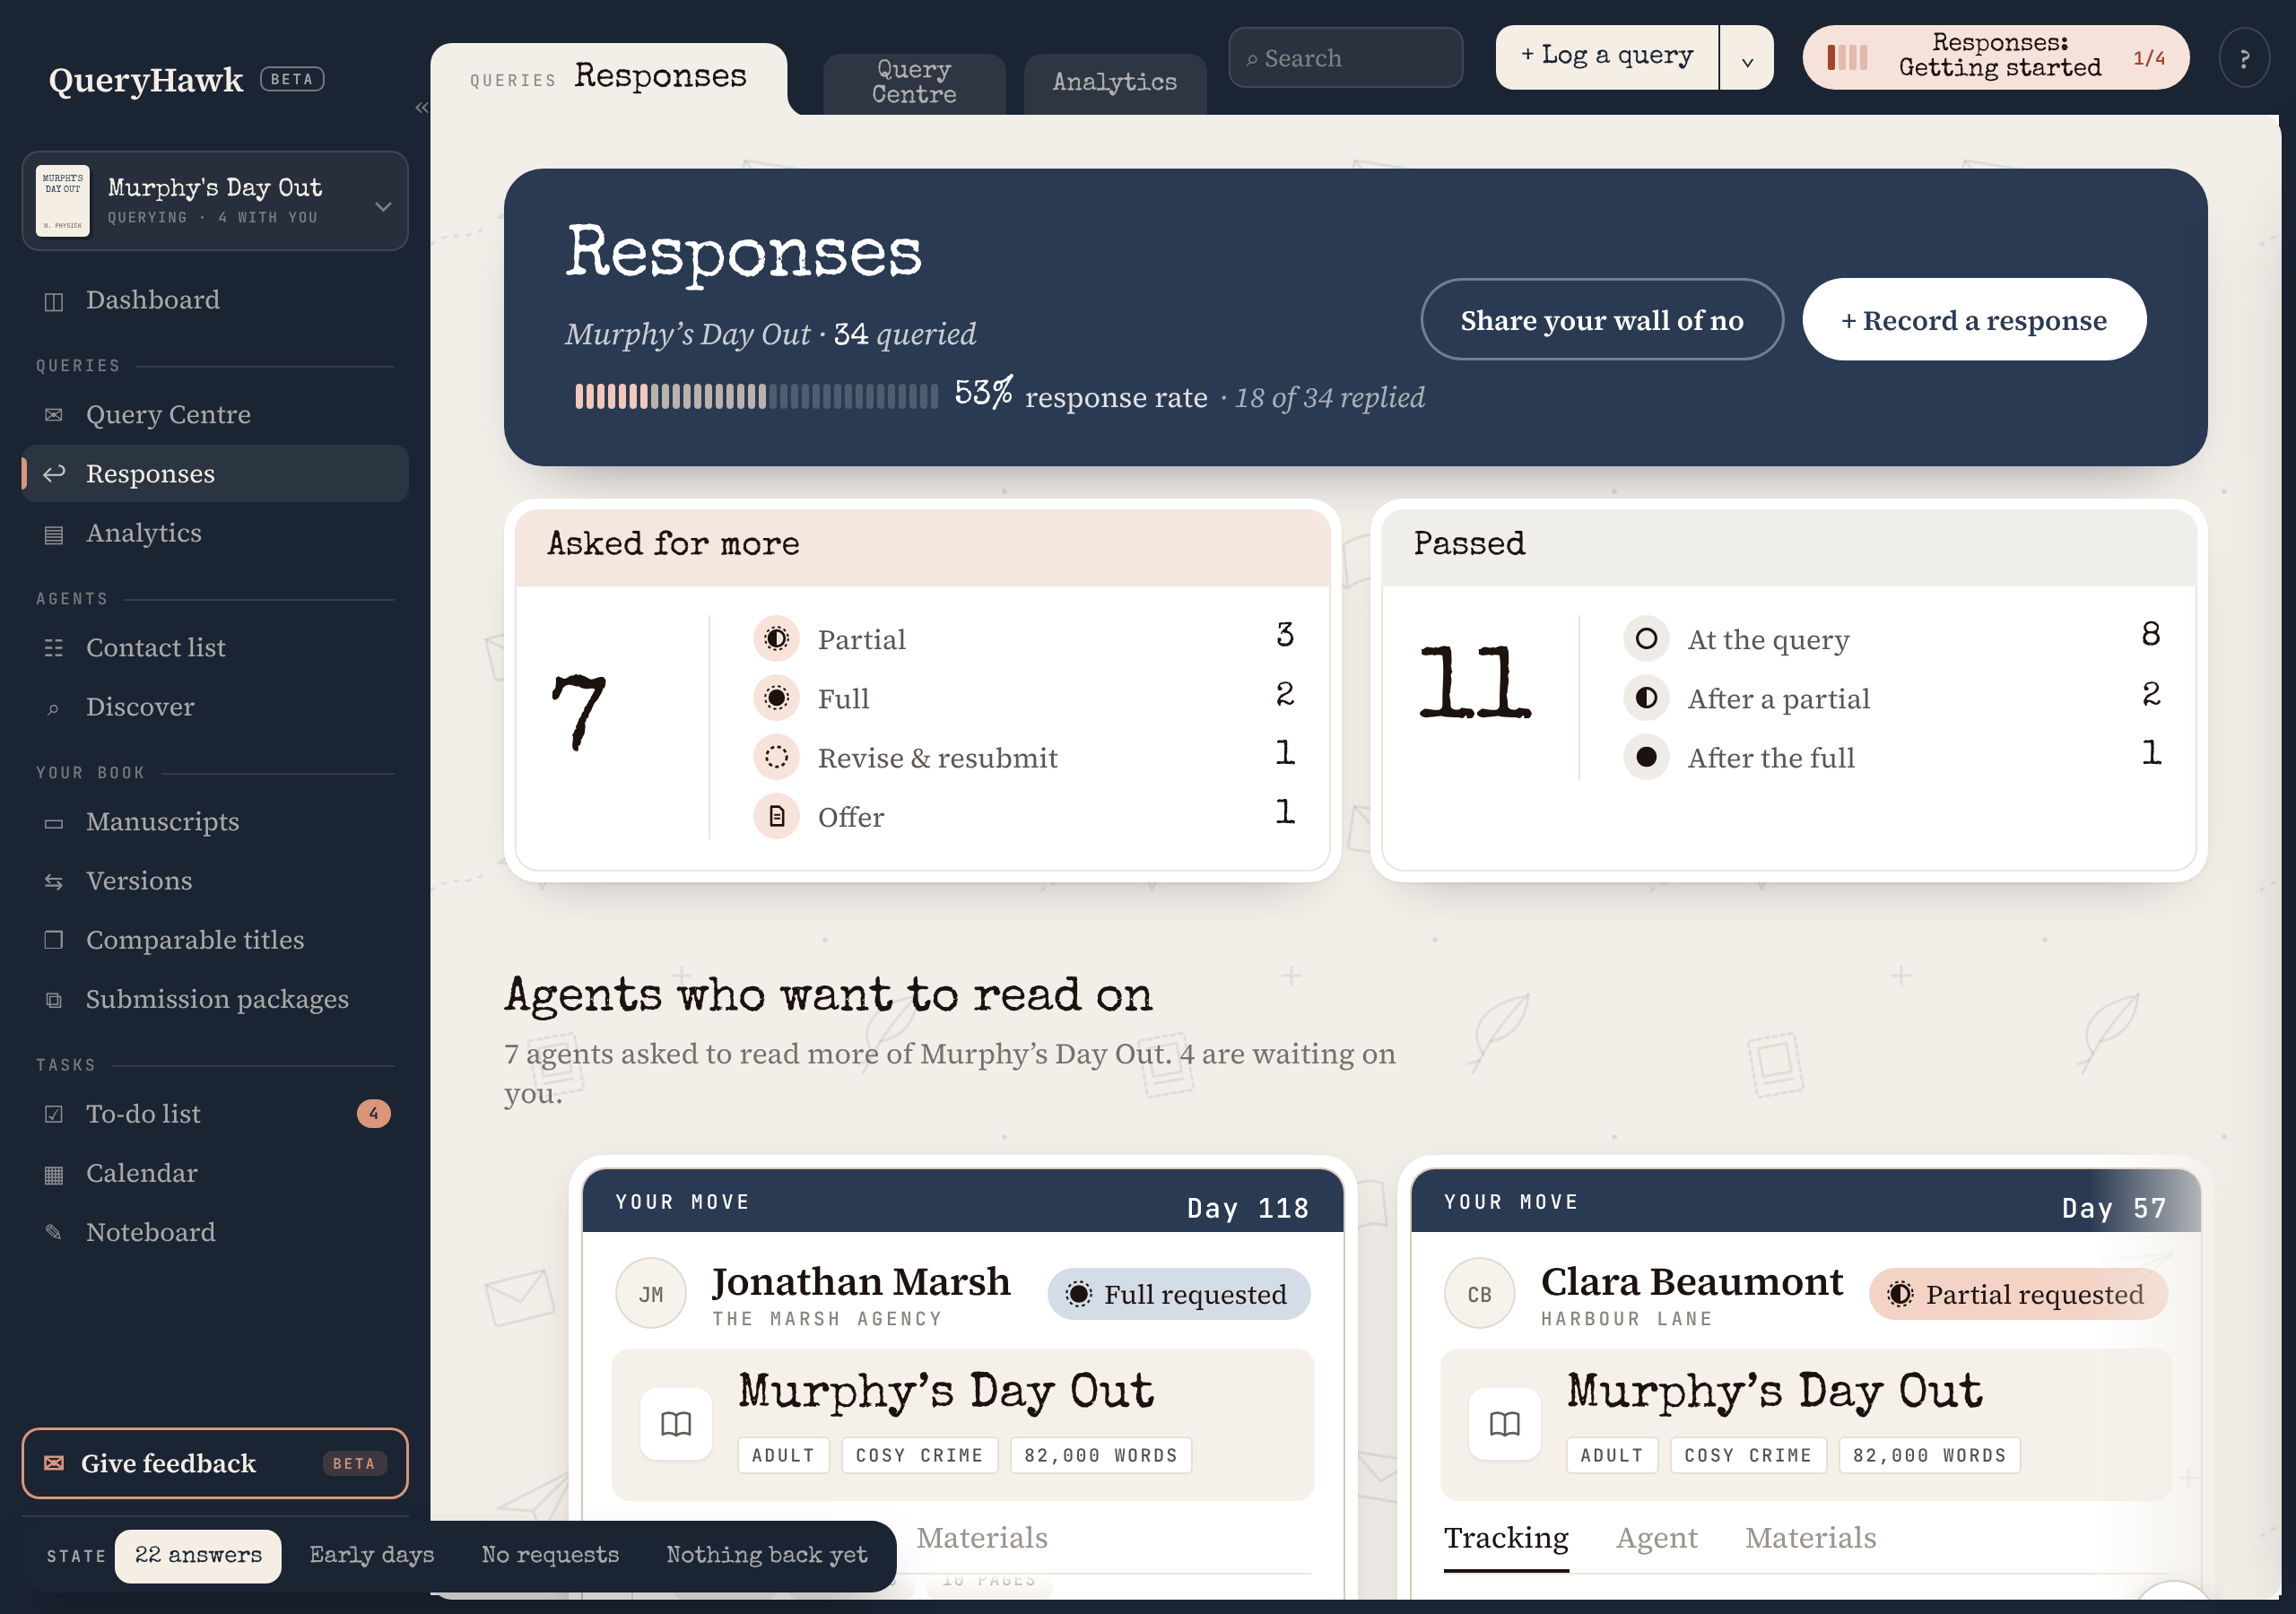 QueryHawk BETA
«
MURPHY'S
DAY OUT
N. PHYSICK
Murphy's Day Out
QUERYING · 4 WITH YOU
Dashboard
QUERIES
Query Centre
Responses
Analytics
AGENTS
Contact list
Discover
YOUR BOOK
Manuscripts
Versions
Comparable titles
Submission packages
TASKS
To-do list 4
Calendar
Noteboard
Give feedback BETA
STATE 22 answers Early days No requests Nothing back yet
QUERIES Responses
Query
Centre
Analytics
Search
+ Log a query
Responses:
Getting started
1/4
?
Responses
Murphy’s Day Out · 34 queried
53% response rate · 18 of 34 replied
Share your wall of no
+ Record a response
Asked for more
7
Partial 3
Full 2
Revise & resubmit 1
Offer 1
Passed
11
At the query 8
After a partial 2
After the full 1
Agents who want to read on
7 agents asked to read more of Murphy’s Day Out. 4 are waiting on
you.
YOUR MOVE Day 118
JM
Jonathan Marsh
THE MARSH AGENCY
Full requested
Murphy’s Day Out
ADULT COSY CRIME 82,000 WORDS
Materials
10 PAGES
YOUR MOVE Day 57
CB
Clara Beaumont
HARBOUR LANE
Partial requested
Murphy’s Day Out
ADULT COSY CRIME 82,000 WORDS
Tracking Agent Materials